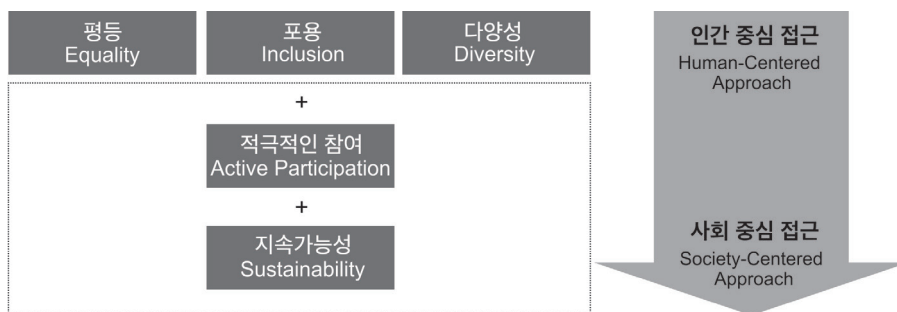 평등
Equality
포용
Inclusion
다양성
Diversity
+
적극적인 참여
Active Participation
+
지속가능성
Sustainability
인간 중심 접근
Human-Centered
Approach
사회 중심 접근
Society-Centered
Approach